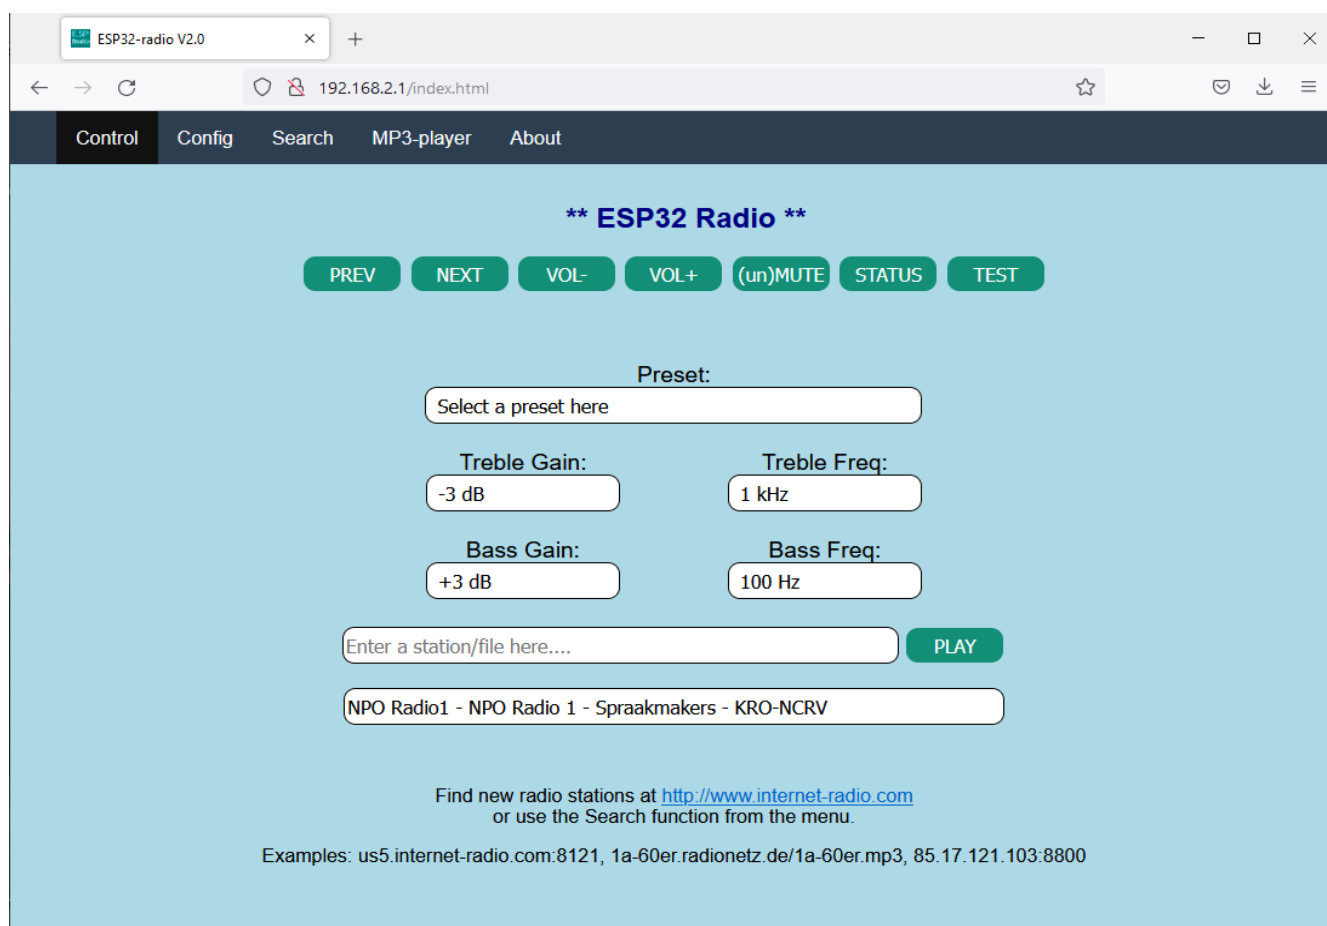 ESP32-radio V2.0
192.168.2.1/index.html
Control Config Search MP3-player About
** ESP32 Radio **
PREV NEXT VOL- VOL+ (un)MUTE STATUS TEST
Preset:
Select a preset here
Treble Gain: Treble Freq:
-3 dB 1 kHz
Bass Gain: Bass Freq:
+3 dB 100 Hz
Enter a station/file here.... PLAY
NPO Radio1 - NPO Radio 1 - Spraakmakers - KRO-NCRV
Find new radio stations at http://www.internet-radio.com
or use the Search function from the menu.
Examples: us5.internet-radio.com:8121, 1a-60er.radionetz.de/1a-60er.mp3, 85.17.121.103:8800